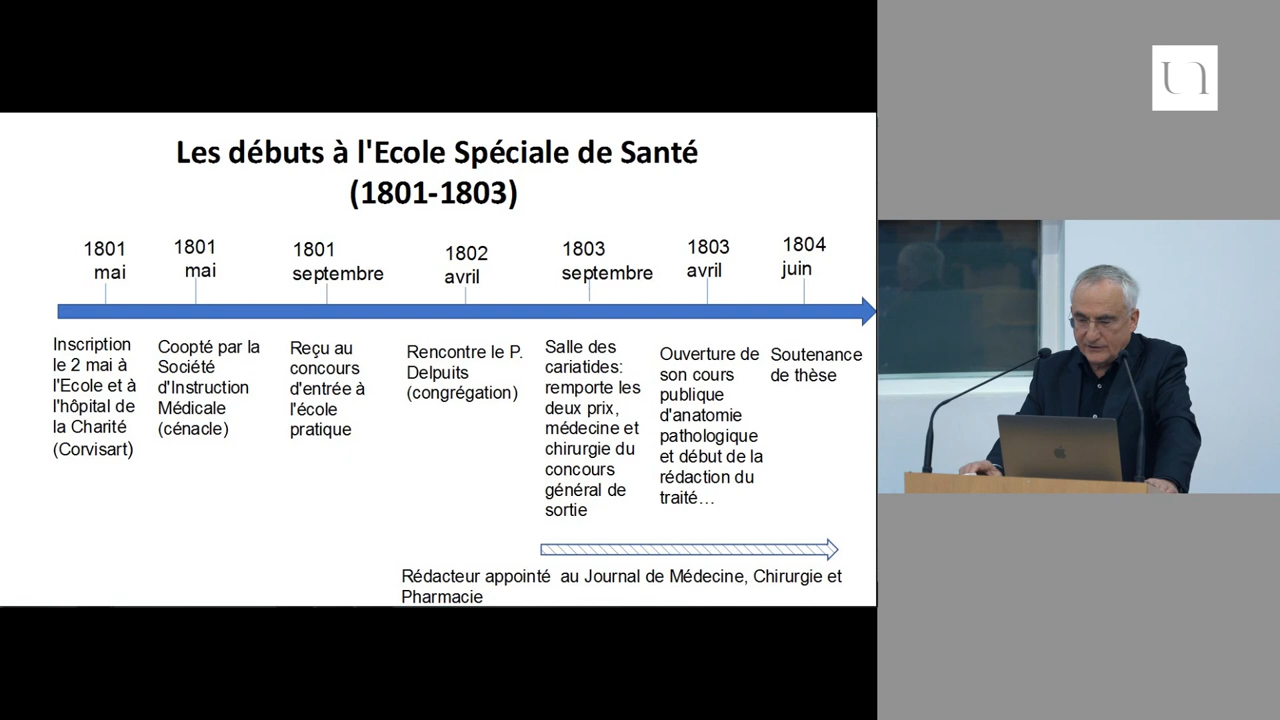 Les débuts à l'Ecole Spéciale de Santé
(1801-1803)
1801
mai
1801
mai
1801
septembre
1802
avril
1803
septembre
1803
avril
1804
juin
Inscription
le 2 mai à
l'Ecole et à
l'hôpital de
la Charité
(Corvisart)
Coopté par la
Société
d'Instruction
Médicale
(cénacle)
Reçu au
concours
d'entrée à
l'école
pratique
Rencontre le P.
Delpuits
(congrégation)
Salle des
cariatides:
remporte les
deux prix,
médecine et
chirurgie du
concours
général de
sortie
Ouverture de
son cours
publique
d'anatomie
pathologique
et début de la
rédaction du
traité…
Soutenance
de thèse
Rédacteur appointé  au Journal de Médecine, Chirurgie et
Pharmacie